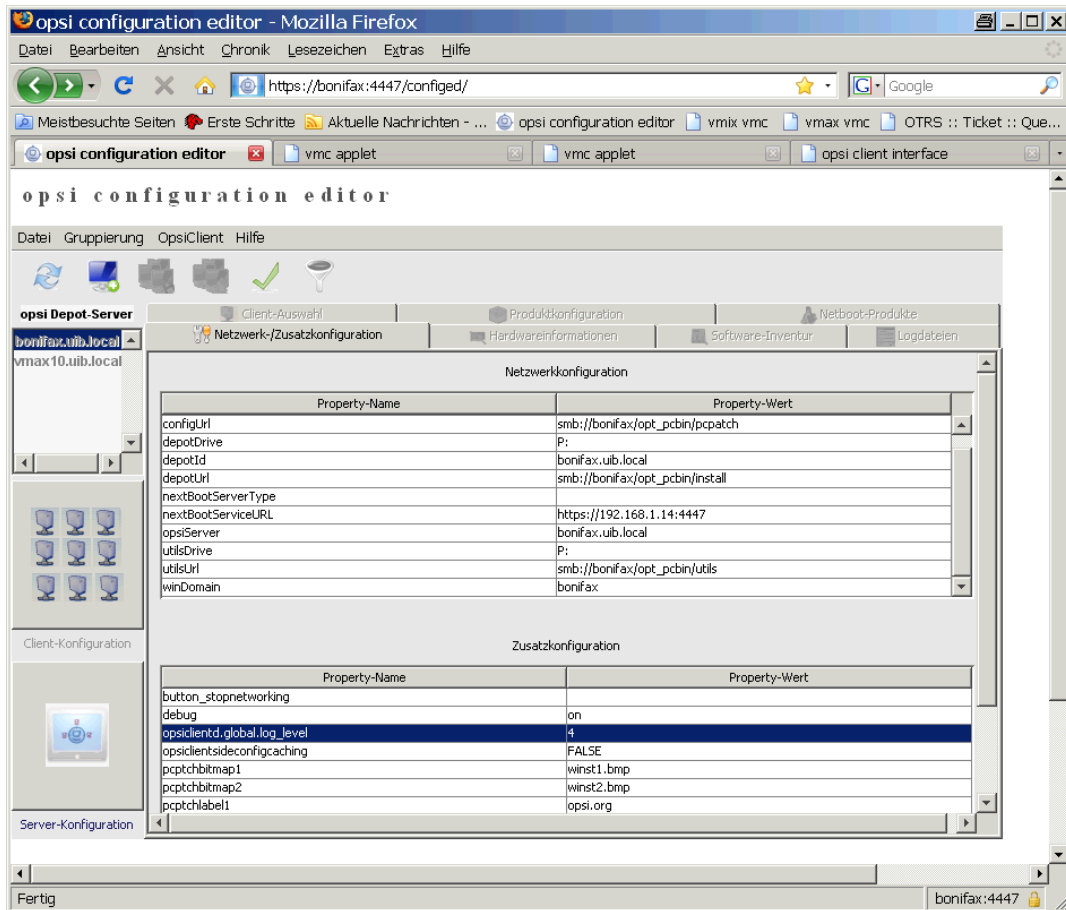 opsi configuration editor - Mozilla Firefox
Datei Bearbeiten Ansicht Chronik Lesezeichen Extras Hilfe
https://bonifax:4447/configed/
G Google
Meistbesuchte Seiten Erste Schritte Aktuelle Nachrichten - ... opsi configuration editor vmix vmc vmax vmc OTRS :: Ticket :: Que...
opsi configuration editor vmc applet vmc applet opsi client interface
opsi configuration editor
Datei Gruppierung OpsiClient Hilfe
opsi Depot-Server
bonifax.uib.local
vmax10.uib.local
Client-Auswahl Produktkonfiguration Netboot-Produkte
Netzwerk-/Zusatzkonfiguration Hardwareinformationen Software-Inventur Logdateien
Netzwerkkonfiguration
Property-Name Property-Wert
configUrl smb://bonifax/opt_pcbin/pcpatch
depotDrive P:
depotId bonifax.uib.local
depotUrl smb://bonifax/opt_pcbin/install
nextBootServerType
nextBootServiceURL https://192.168.1.14:4447
opsiServer bonifax.uib.local
utilsDrive P:
utilsUrl smb://bonifax/opt_pcbin/utils
winDomain bonifax
Client-Konfiguration
Zusatzkonfiguration
Property-Name Property-Wert
button_stopnetworking
debug on
opsiclientd.global.log_level 4
opsiclientsideconfigcaching FALSE
pcptchbitmap1 winst1.bmp
pcptchbitmap2 winst2.bmp
pcptchlabel1 opsi.org
Server-Konfiguration
Fertig
bonifax:4447